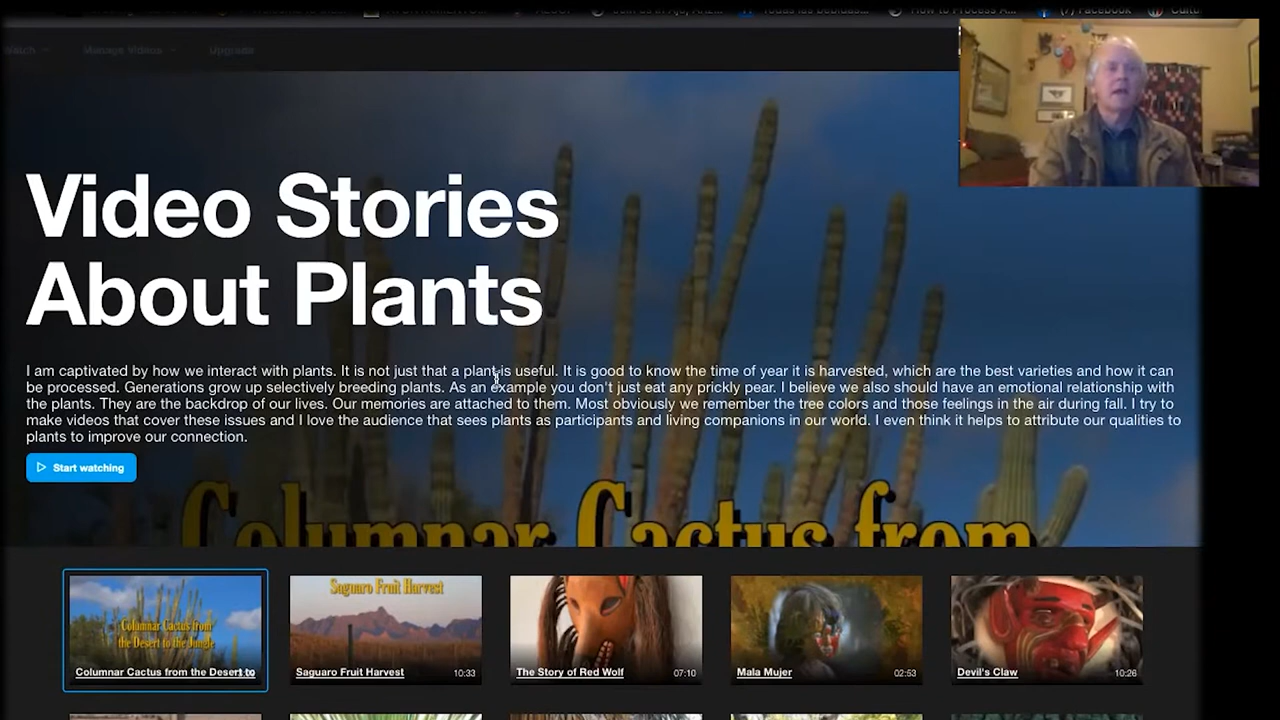 (7) Facebook
Watch Manage Videos Upgrade
Video Stories
About Plants
I am captivated by how we interact with plants. It is not just that a plant is useful. It is good to know the time of year it is harvested, which are the best varieties and how it can
be processed. Generations grow up selectively breeding plants. As an example you don't just eat any prickly pear. I believe we also should have an emotional relationship with
the plants. They are the backdrop of our lives. Our memories are attached to them. Most obviously we remember the tree colors and those feelings in the air during fall. I try to
make videos that cover these issues and I love the audience that sees plants as participants and living companions in our world. I even think it helps to attribute our qualities to
plants to improve our connection.
Start watching
Columnar Cactus from
Columnar Cactus from
the Desert to the Jungle
Columnar Cactus from the Desert to
Saguaro Fruit Harvest
Saguaro Fruit Harvest 10:33
The Story of Red Wolf 07:10
Mala Mujer 02:53
Devil's Claw 10:26